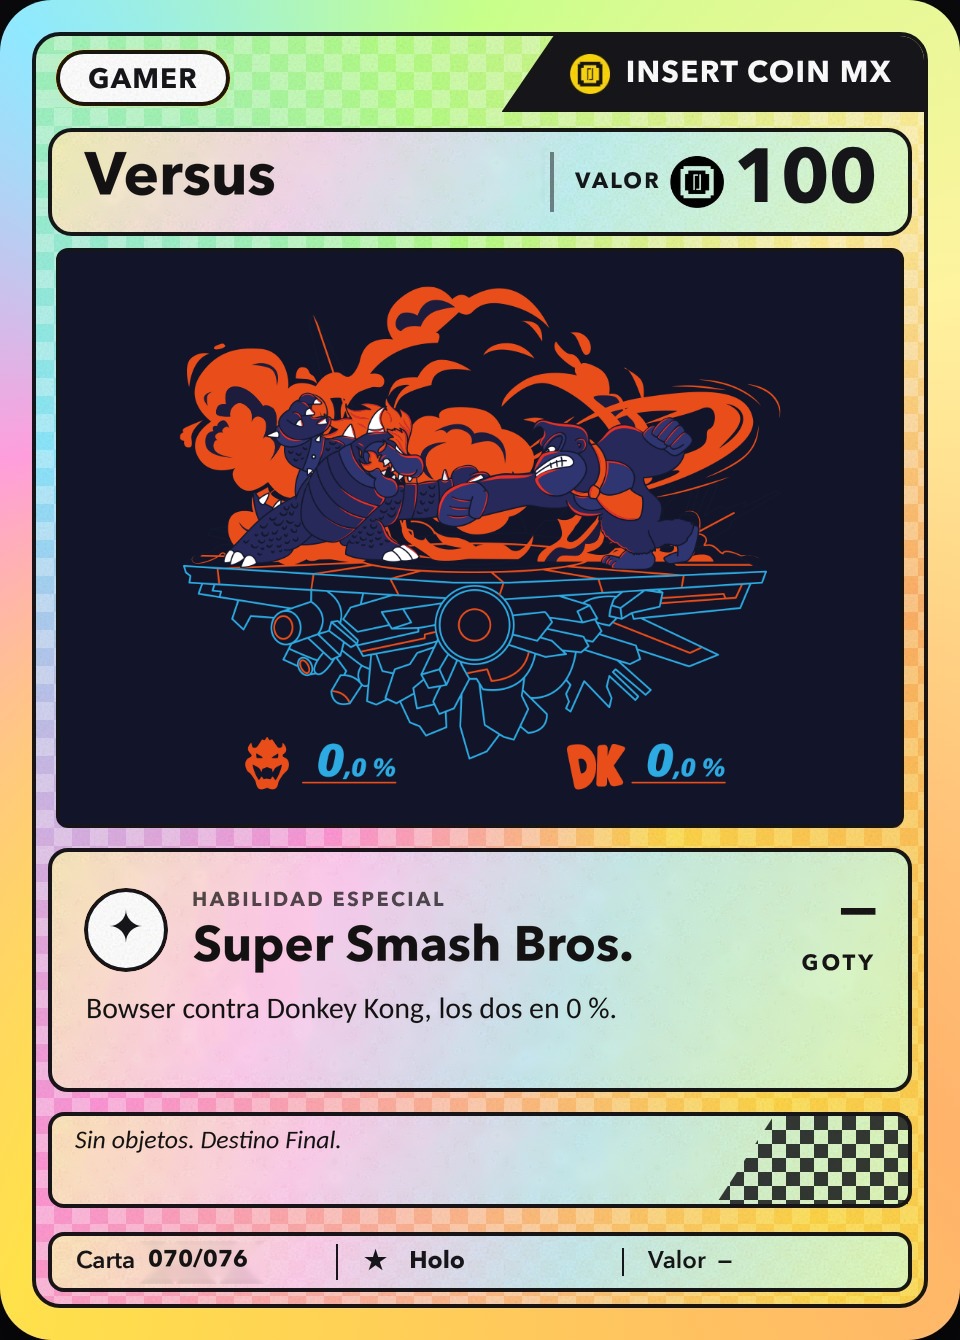 GAMER
INSERT COIN MX
Versus
VALOR 100
0,0 %
DK 0,0 %
HABILIDAD ESPECIAL
Super Smash Bros.
–
GOTY
Bowser contra Donkey Kong, los dos en 0 %.
Sin objetos. Destino Final.
Carta 070/076
★ Holo
Valor –